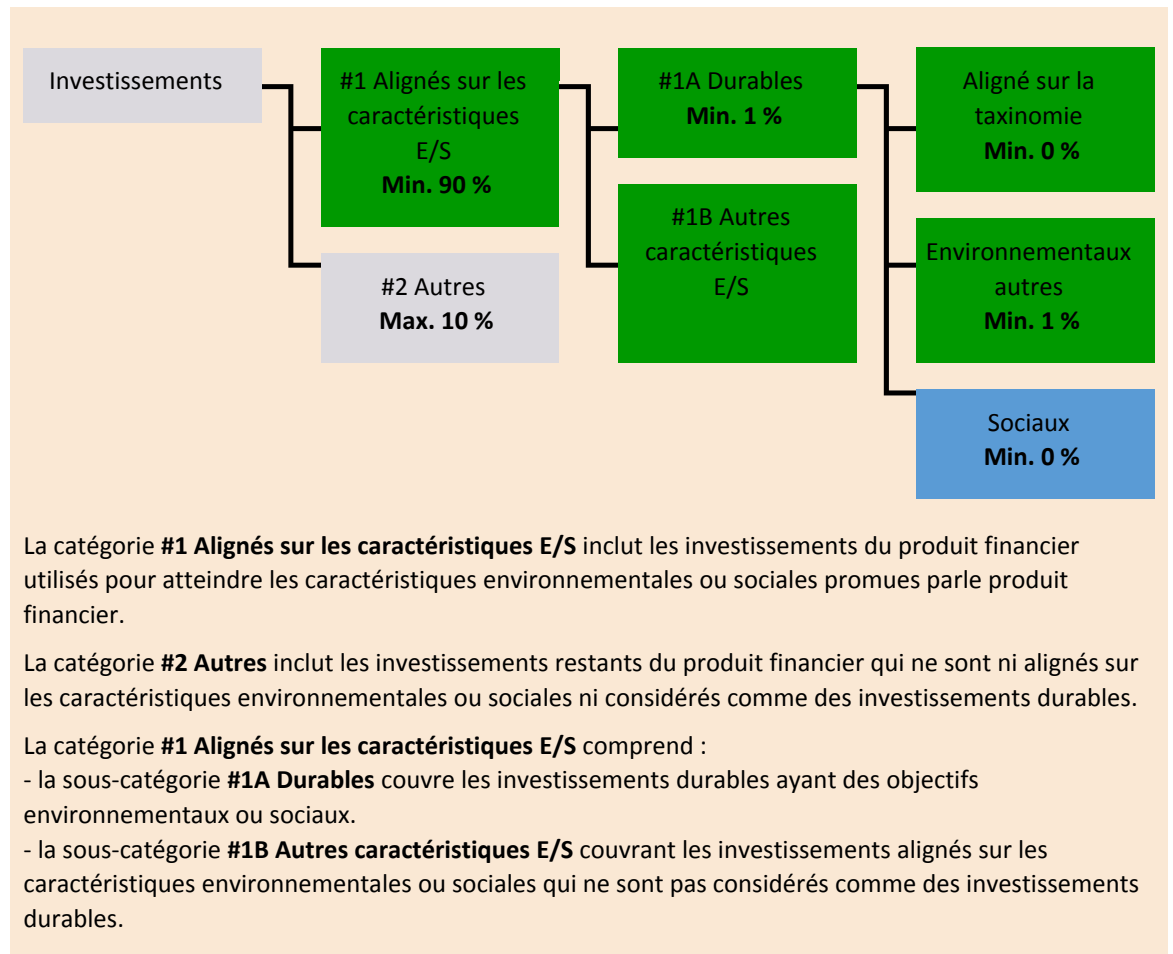 Investissements
#1 Alignés sur les
caractéristiques
E/S
Min. 90 %
#2 Autres
Max. 10 %
#1A Durables
Min. 1 %
#1B Autres
caractéristiques
E/S
Aligné sur la
taxinomie
Min. 0 %
Environnementaux
autres
Min. 1 %
Sociaux
Min. 0 %
La catégorie #1 Alignés sur les caractéristiques E/S inclut les investissements du produit financier
utilisés pour atteindre les caractéristiques environnementales ou sociales promues parle produit
financier.
La catégorie #2 Autres inclut les investissements restants du produit financier qui ne sont ni alignés sur
les caractéristiques environnementales ou sociales ni considérés comme des investissements durables.
La catégorie #1 Alignés sur les caractéristiques E/S comprend :
- la sous-catégorie #1A Durables couvre les investissements durables ayant des objectifs
environnementaux ou sociaux.
- la sous-catégorie #1B Autres caractéristiques E/S couvrant les investissements alignés sur les
caractéristiques environnementales ou sociales qui ne sont pas considérés comme des investissements
durables.